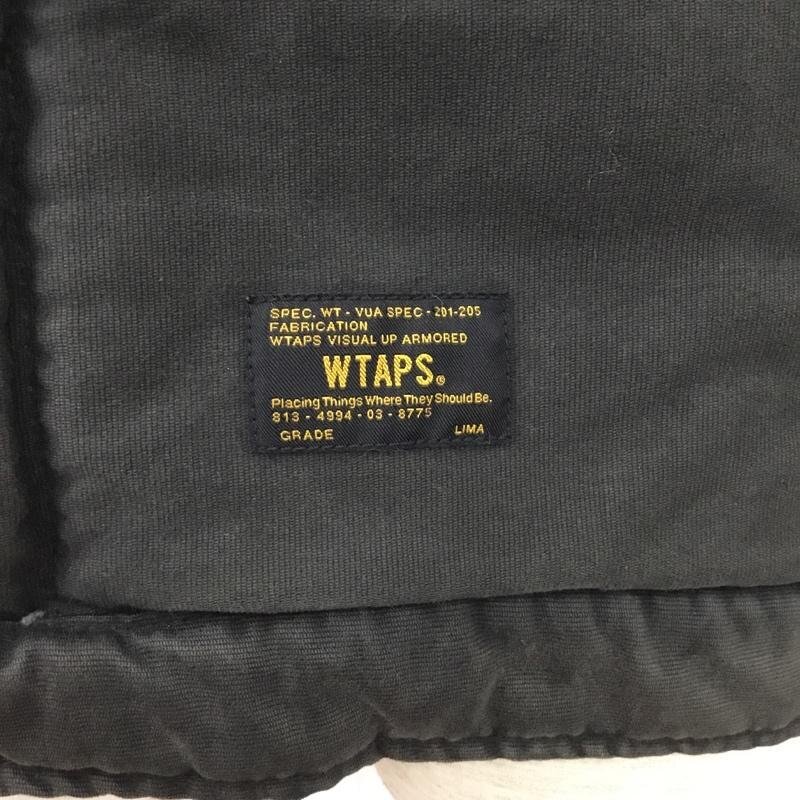 SPEC. WT - VUA SPEC - 201-205
FABRICATION
WTAPS VISUAL UP ARMORED
WTAPS®
Placing Things Where They Should Be.
813 - 4994 - 03 - 8775
GRADE LIMA